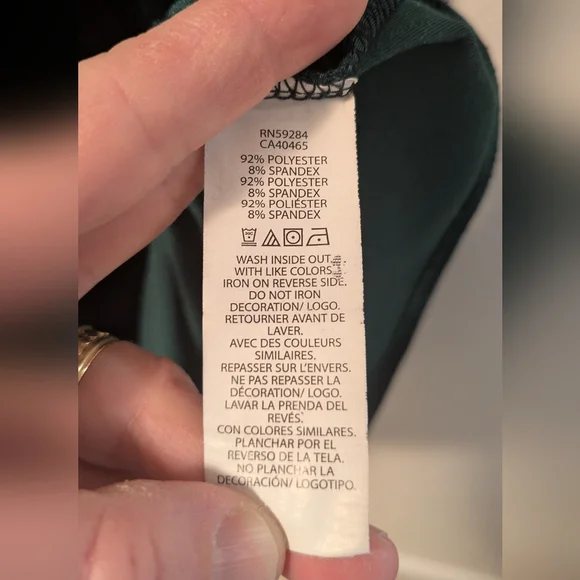 RN59284
CA40465
92% POLYESTER
8% SPANDEX
92% POLYESTER
8% SPANDEX
92% POLIÉSTER
8% SPANDEX
WASH INSIDE OUT.
WITH LIKE COLORS.
IRON ON REVERSE SIDE.
DO NOT IRON
DECORATION/ LOGO.
RETOURNER AVANT DE
LAVER.
AVEC DES COULEURS
SIMILAIRES.
REPASSER SUR L'ENVERS.
NE PAS REPASSER LA
DÉCORATION/ LOGO.
LAVAR LA PRENDA DEL
REVÉS.
CON COLORES SIMILARES.
PLANCHAR POR EL
REVERSO DE LA TELA.
NO PLANCHAR LA
DECORACIÓN/ LOGOTIPO.